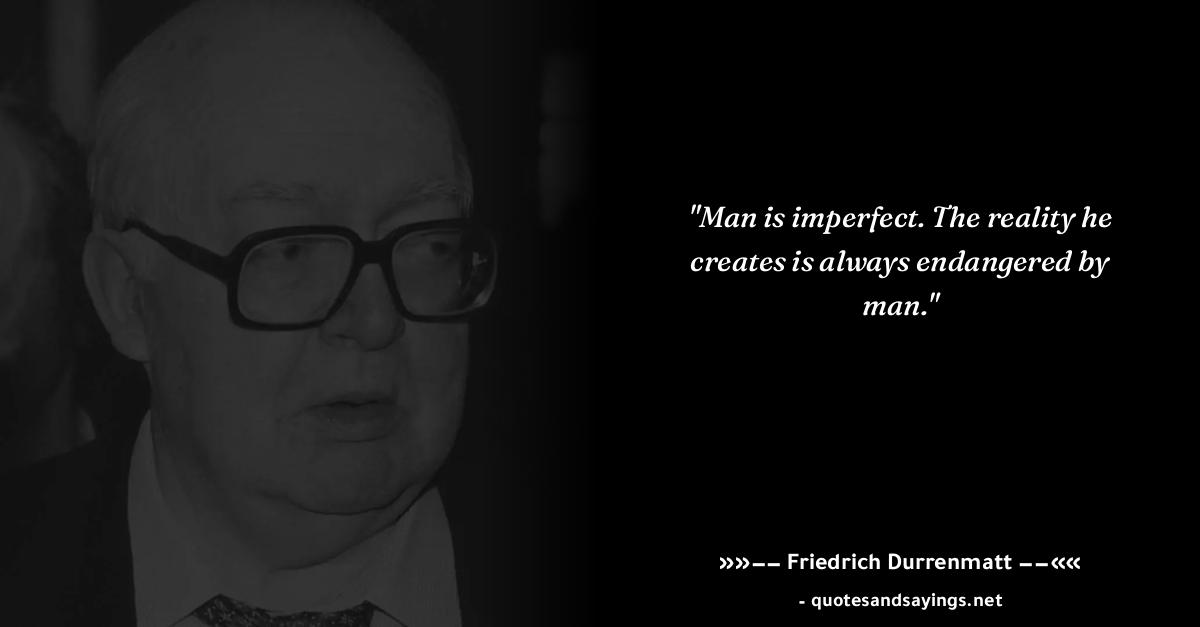 "Man is imperfect. The reality he
creates is always endangered by
man."
»»−− Friedrich Durrenmatt −−««
- quotesandsayings.net